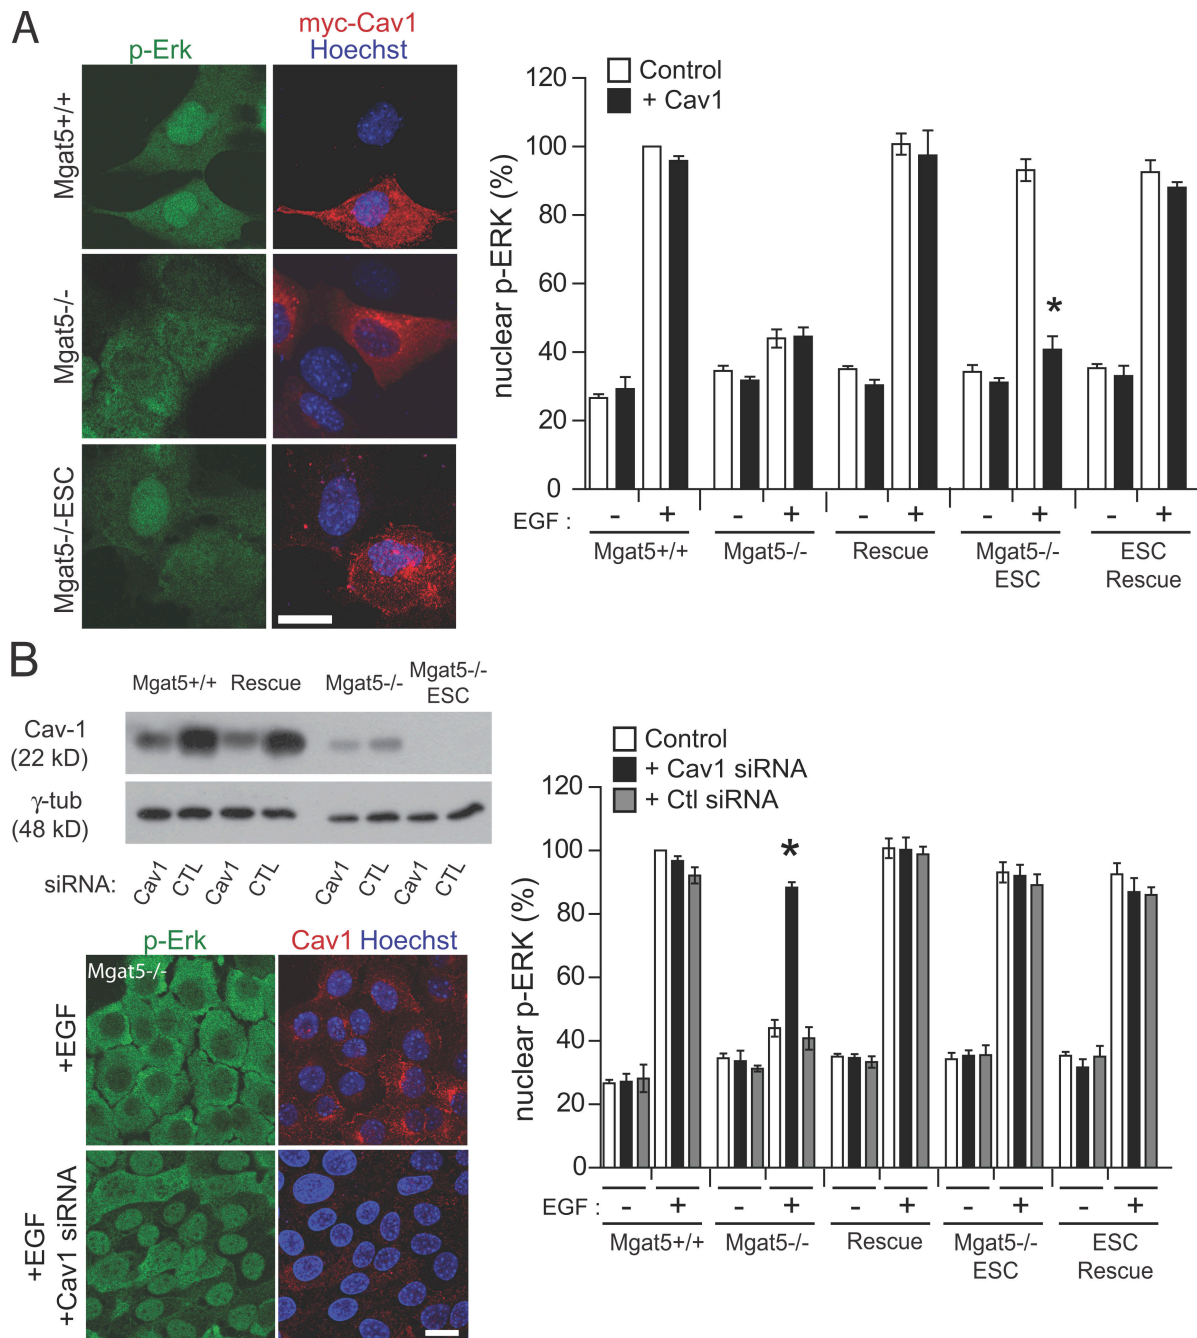 A
p-Erk
myc-Cav1
Hoechst
Mgat5+/+
Mgat5-/-
Mgat5-/-ESC
Control
+ Cav1
nuclear p-ERK (%)
120
100
80
60
40
20
0
*
EGF : - + - + - + - + - +
Mgat5+/+ Mgat5-/- Rescue Mgat5-/- ESC
ESC Rescue
B
Mgat5+/+ Rescue Mgat5-/- Mgat5-/-
ESC
Cav-1
(22 kD)
γ-tub
(48 kD)
siRNA: Cav1 CTL Cav1 CTL Cav1 CTL Cav1 CTL
p-Erk
Cav1 Hoechst
Mgat5-/-
+EGF
+EGF
+Cav1 siRNA
Control
+ Cav1 siRNA
+ Ctl siRNA
nuclear p-ERK (%)
120
100
80
60
40
20
0
*
EGF : - + - + - + - + - +
Mgat5+/+ Mgat5-/- Rescue Mgat5-/- ESC
ESC Rescue